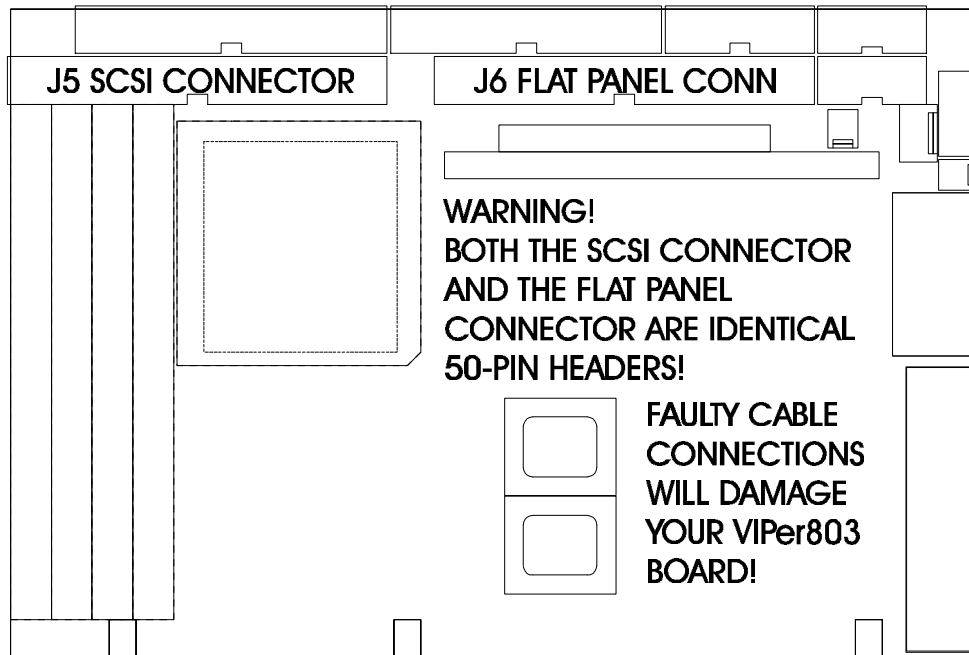 J5 SCSI CONNECTOR
J6 FLAT PANEL CONN
WARNING!
BOTH THE SCSI CONNECTOR
AND THE FLAT PANEL
CONNECTOR ARE IDENTICAL
50-PIN HEADERS!
FAULTY CABLE
CONNECTIONS
WILL DAMAGE
YOUR VIPer803
BOARD!